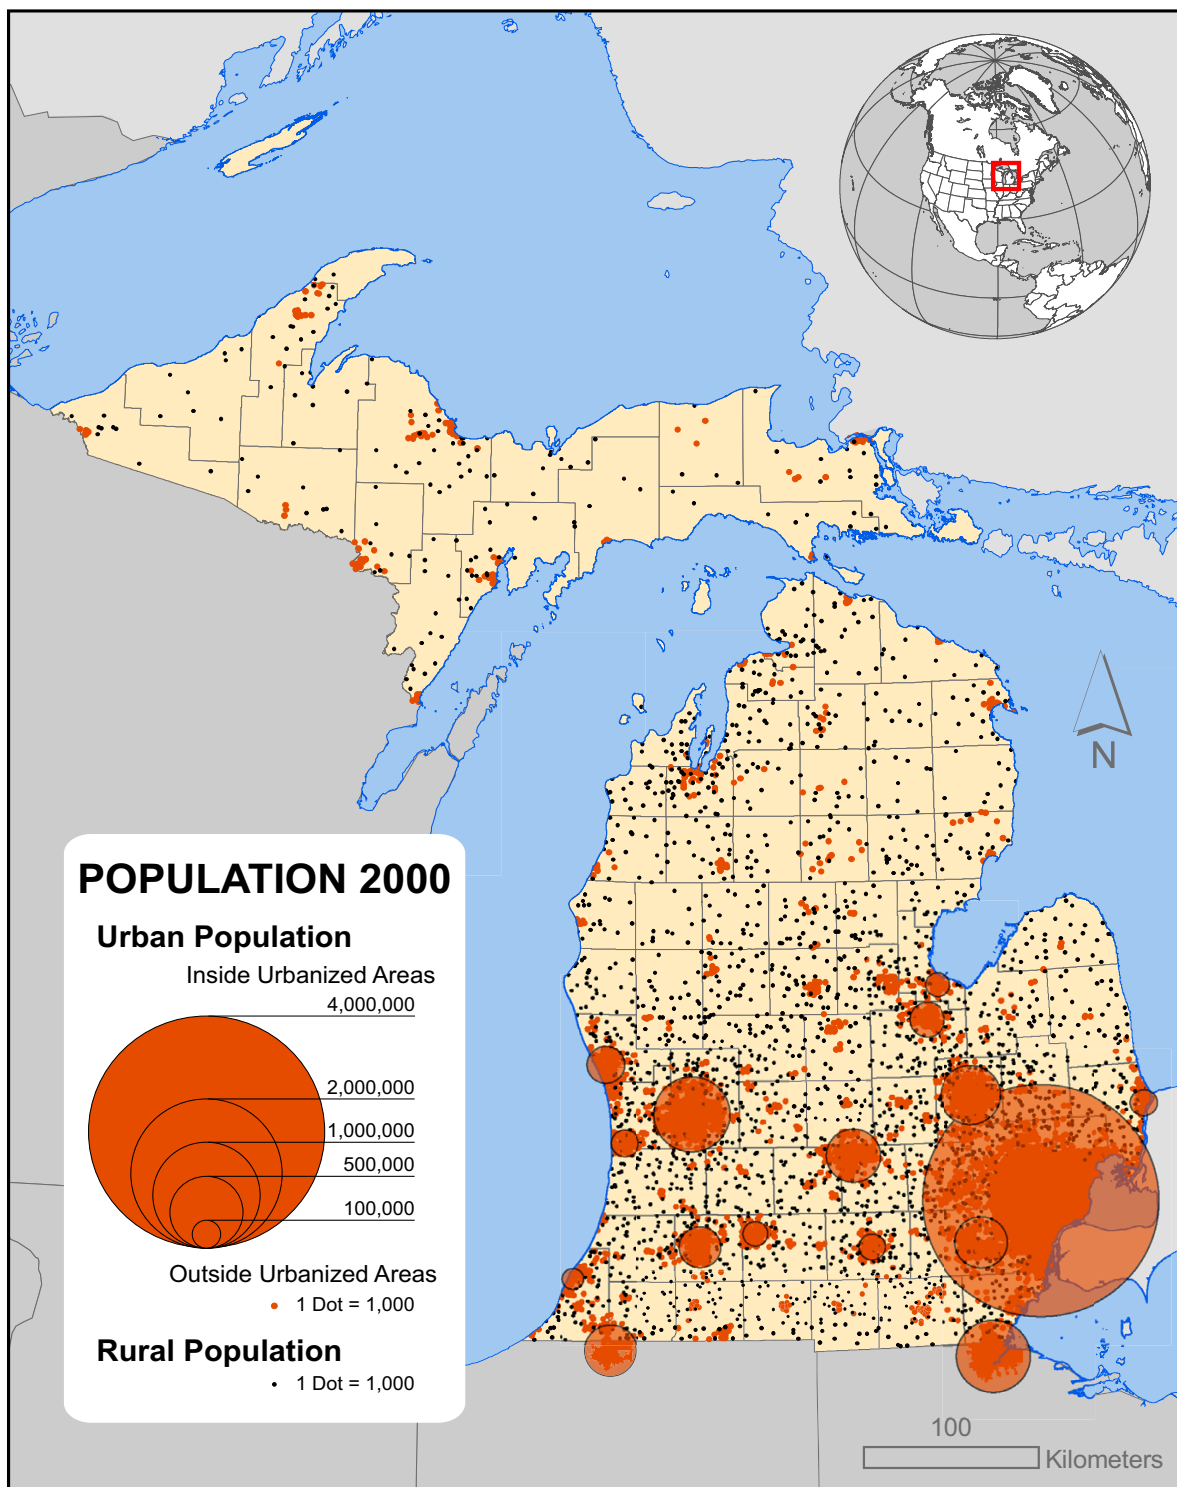 N
POPULATION 2000
Urban Population
Inside Urbanized Areas
4,000,000
2,000,000
1,000,000
500,000
100,000
Outside Urbanized Areas
1 Dot = 1,000
Rural Population
1 Dot = 1,000
100
Kilometers